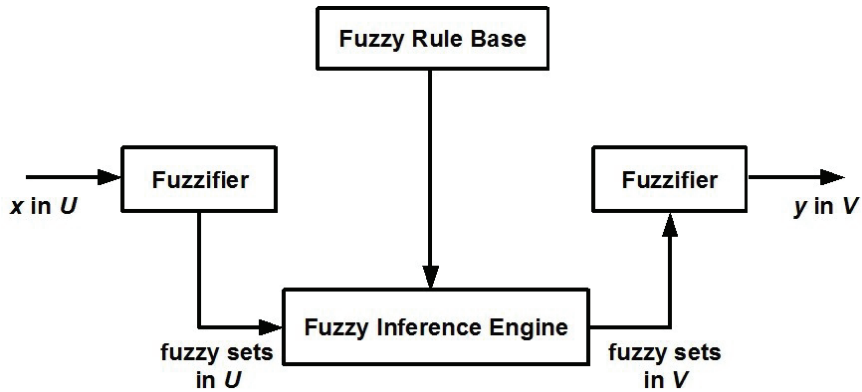 Fuzzy Rule Base
Fuzzifier
Fuzzifier
x in U
y in V
Fuzzy Inference Engine
fuzzy sets
in U
fuzzy sets
in V